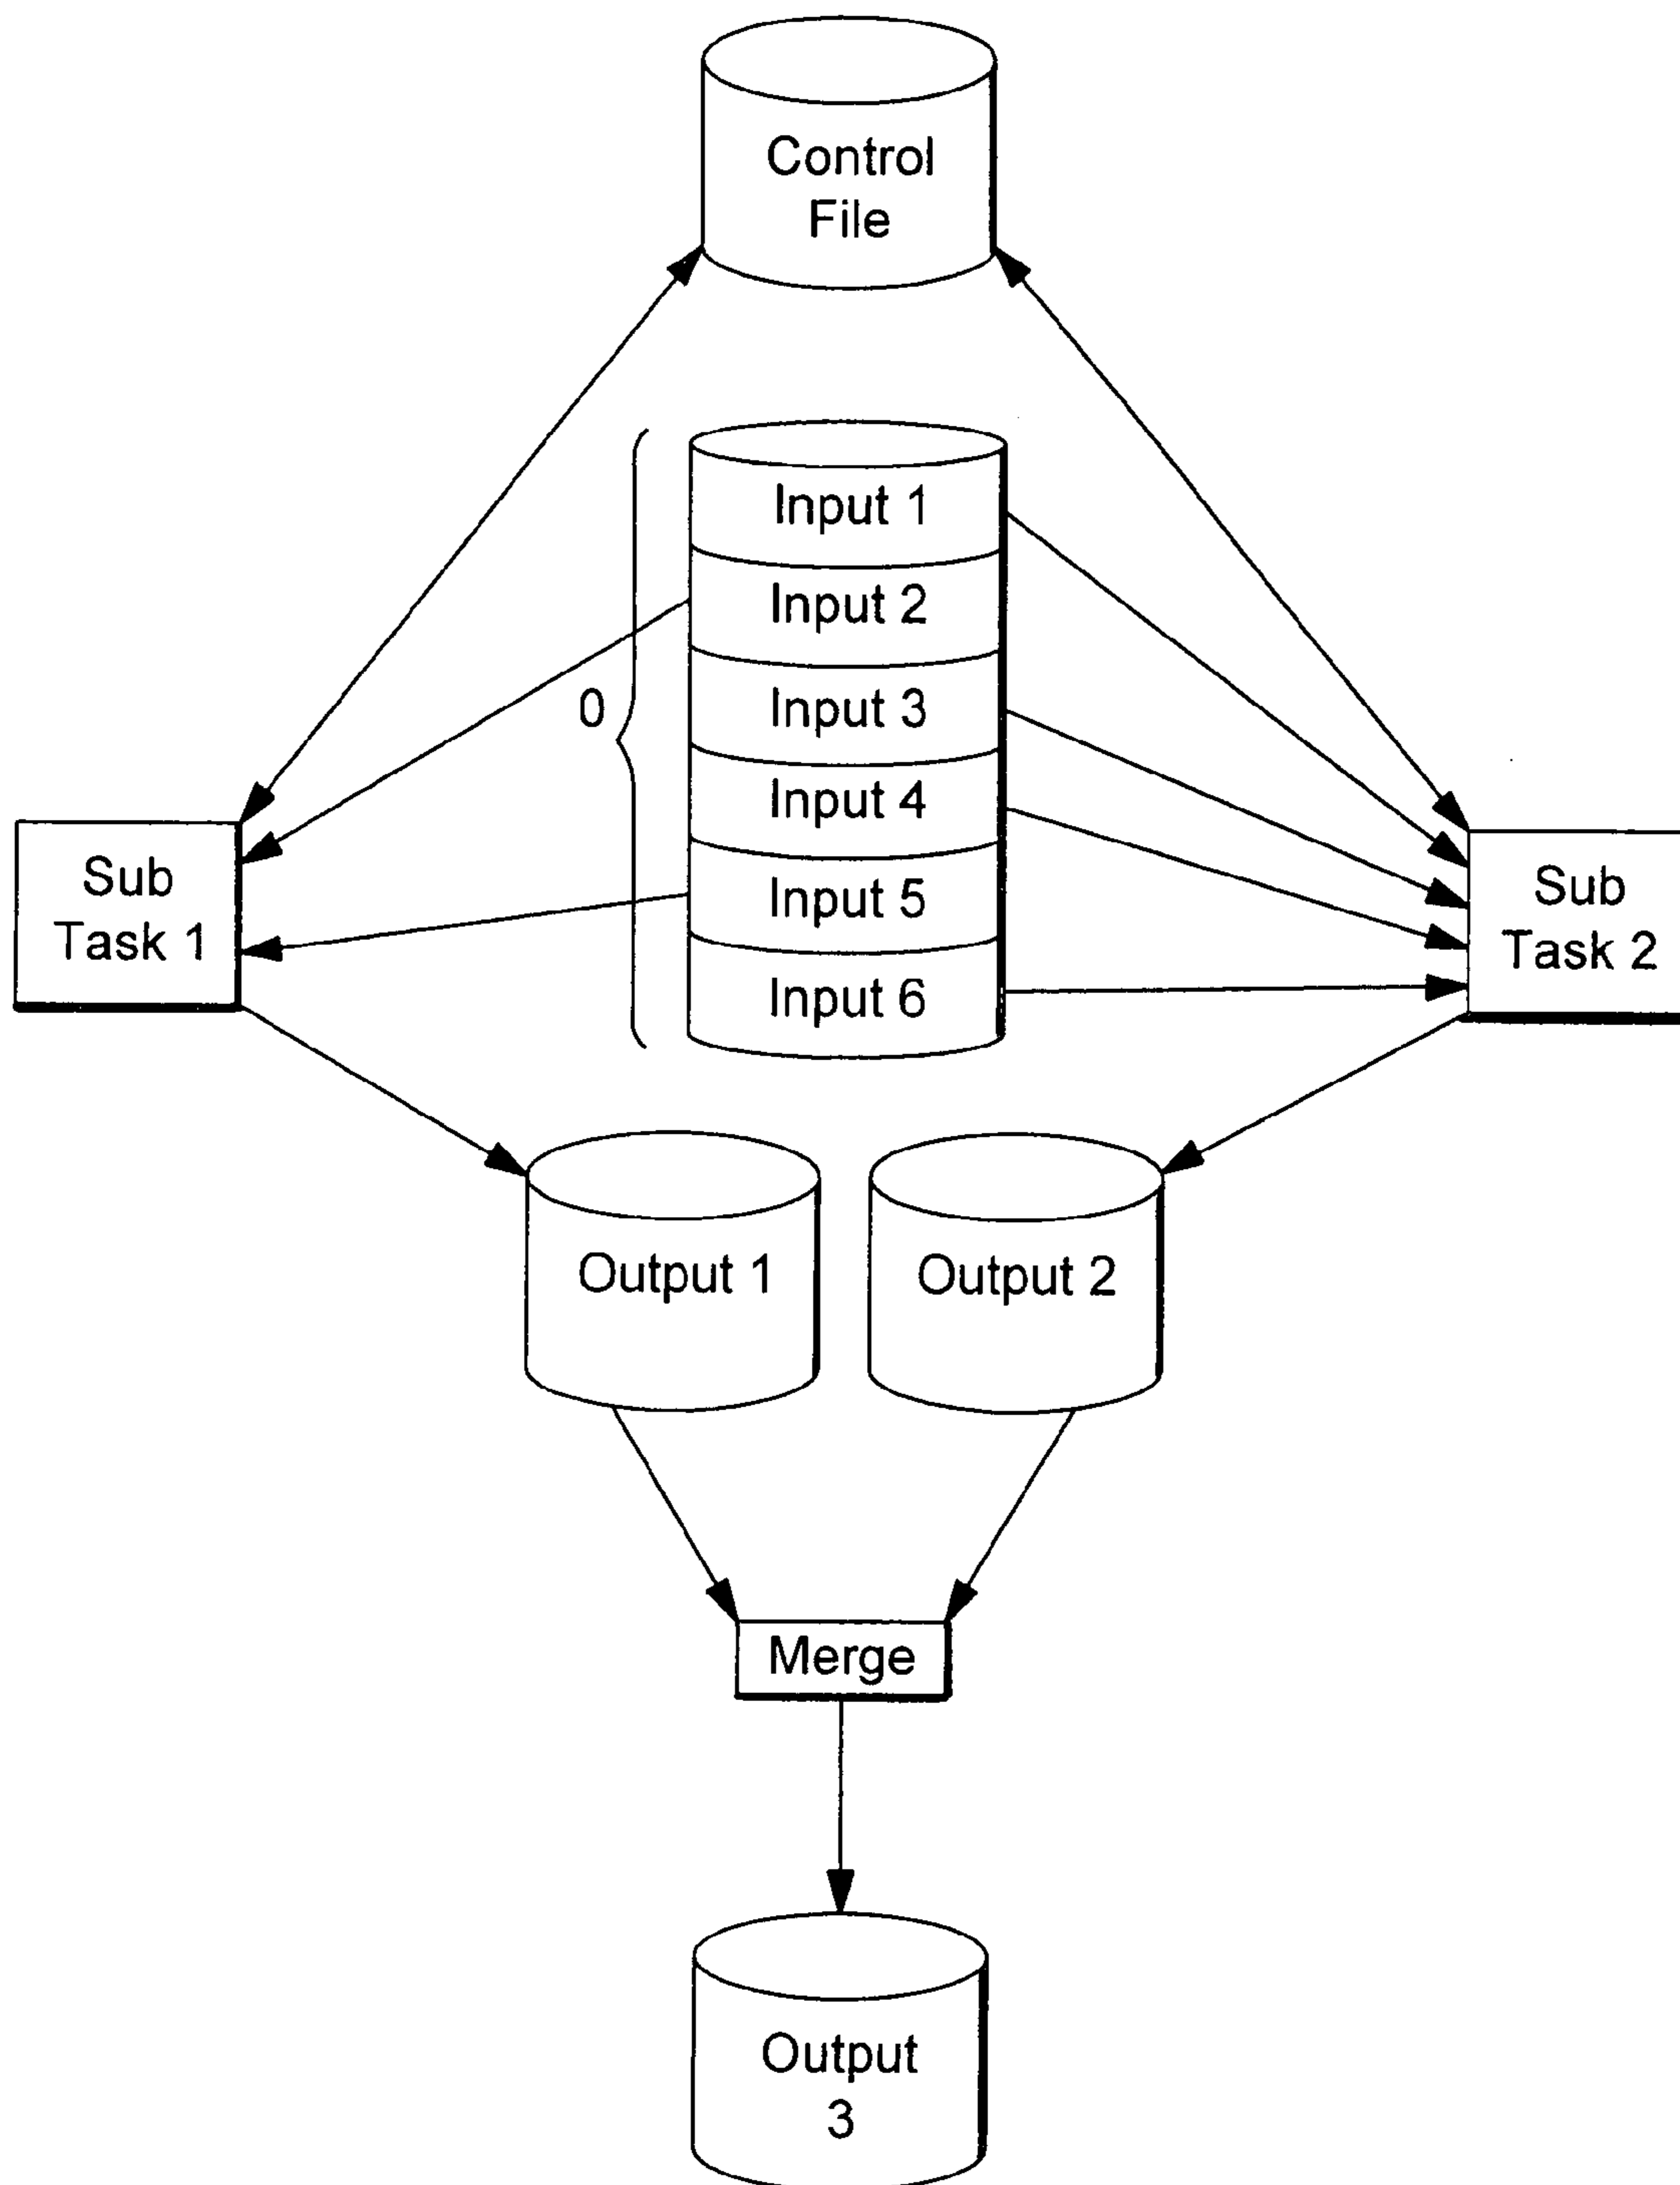 Control
File
Input 1
Input 2
0
Input 3
Input 4
Input 5
Input 6
Sub
Task 1
Sub
Task 2
Output 1
Output 2
Merge
Output
3